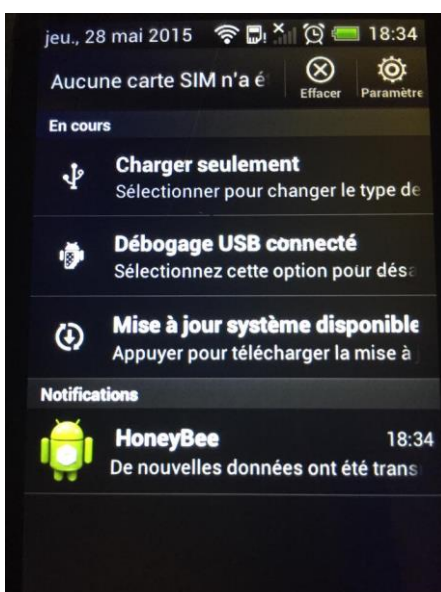 jeu., 28 mai 2015 18:34
Aucune carte SIM n'a é
Effacer Paramètre
En cours
Charger seulement
Sélectionner pour changer le type de
Débogage USB connecté
Sélectionnez cette option pour désa
Mise à jour système disponible
Appuyer pour télécharger la mise à
Notifications
HoneyBee 18:34
De nouvelles données ont été trans